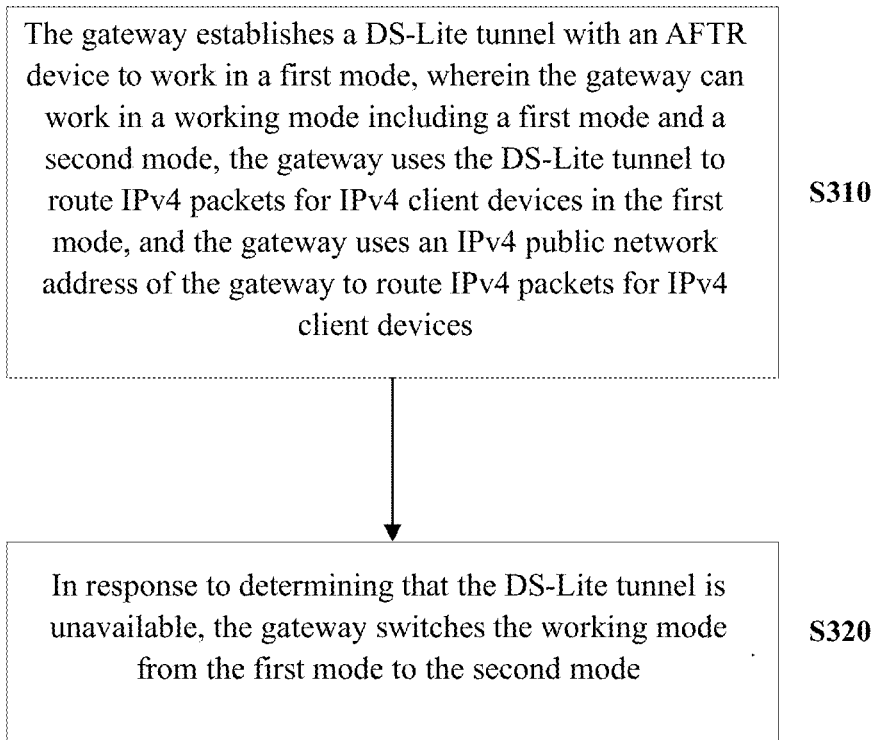 The gateway establishes a DS-Lite tunnel with an AFTR
device to work in a first mode, wherein the gateway can
work in a working mode including a first mode and a
second mode, the gateway uses the DS-Lite tunnel to
route IPv4 packets for IPv4 client devices in the first
mode, and the gateway uses an IPv4 public network
address of the gateway to route IPv4 packets for IPv4
client devices
S310
In response to determining that the DS-Lite tunnel is
unavailable, the gateway switches the working mode
from the first mode to the second mode
S320